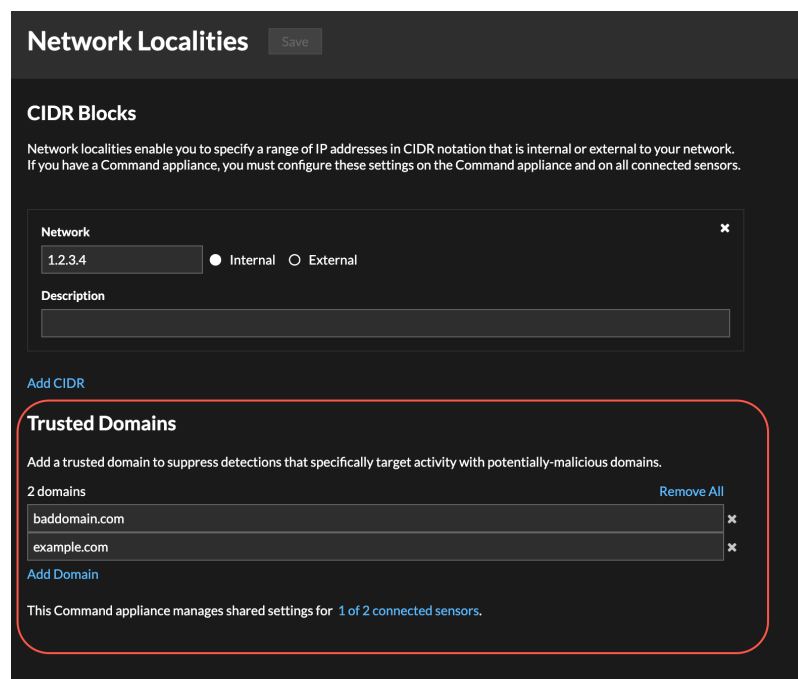 Network Localities Save
CIDR Blocks
Network localities enable you to specify a range of IP addresses in CIDR notation that is internal or external to your network.
If you have a Command appliance, you must configure these settings on the Command appliance and on all connected sensors.
Network
1.2.3.4 Internal External
Description
Add CIDR
Trusted Domains
Add a trusted domain to suppress detections that specifically target activity with potentially-malicious domains.
2 domains Remove All
baddomain.com
example.com
Add Domain
This Command appliance manages shared settings for 1 of 2 connected sensors.